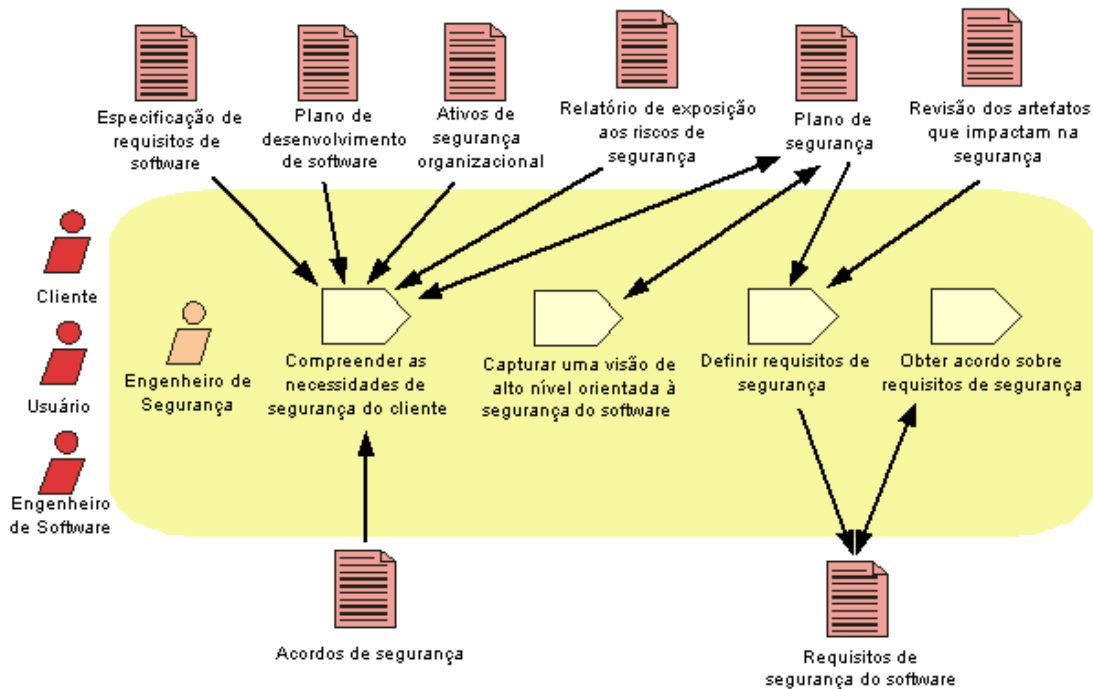 Especificação de
requisitos de
software
Plano de
desenvolvimento
de software
Ativos de
segurança
organizacional
Relatório de exposição
aos riscos de
segurança
Plano de
segurança
Revisão dos artefatos
que impactam na
segurança
Cliente
Usuário
Engenheiro
de Software
Engenheiro de
Segurança
Compreender as
necessidades de
segurança do cliente
Capturar uma visão de
alto nível orientada à
segurança do software
Definir requisitos de
segurança
Obter acordo sobre
requisitos de segurança
Acordos de segurança
Requisitos de
segurança do software